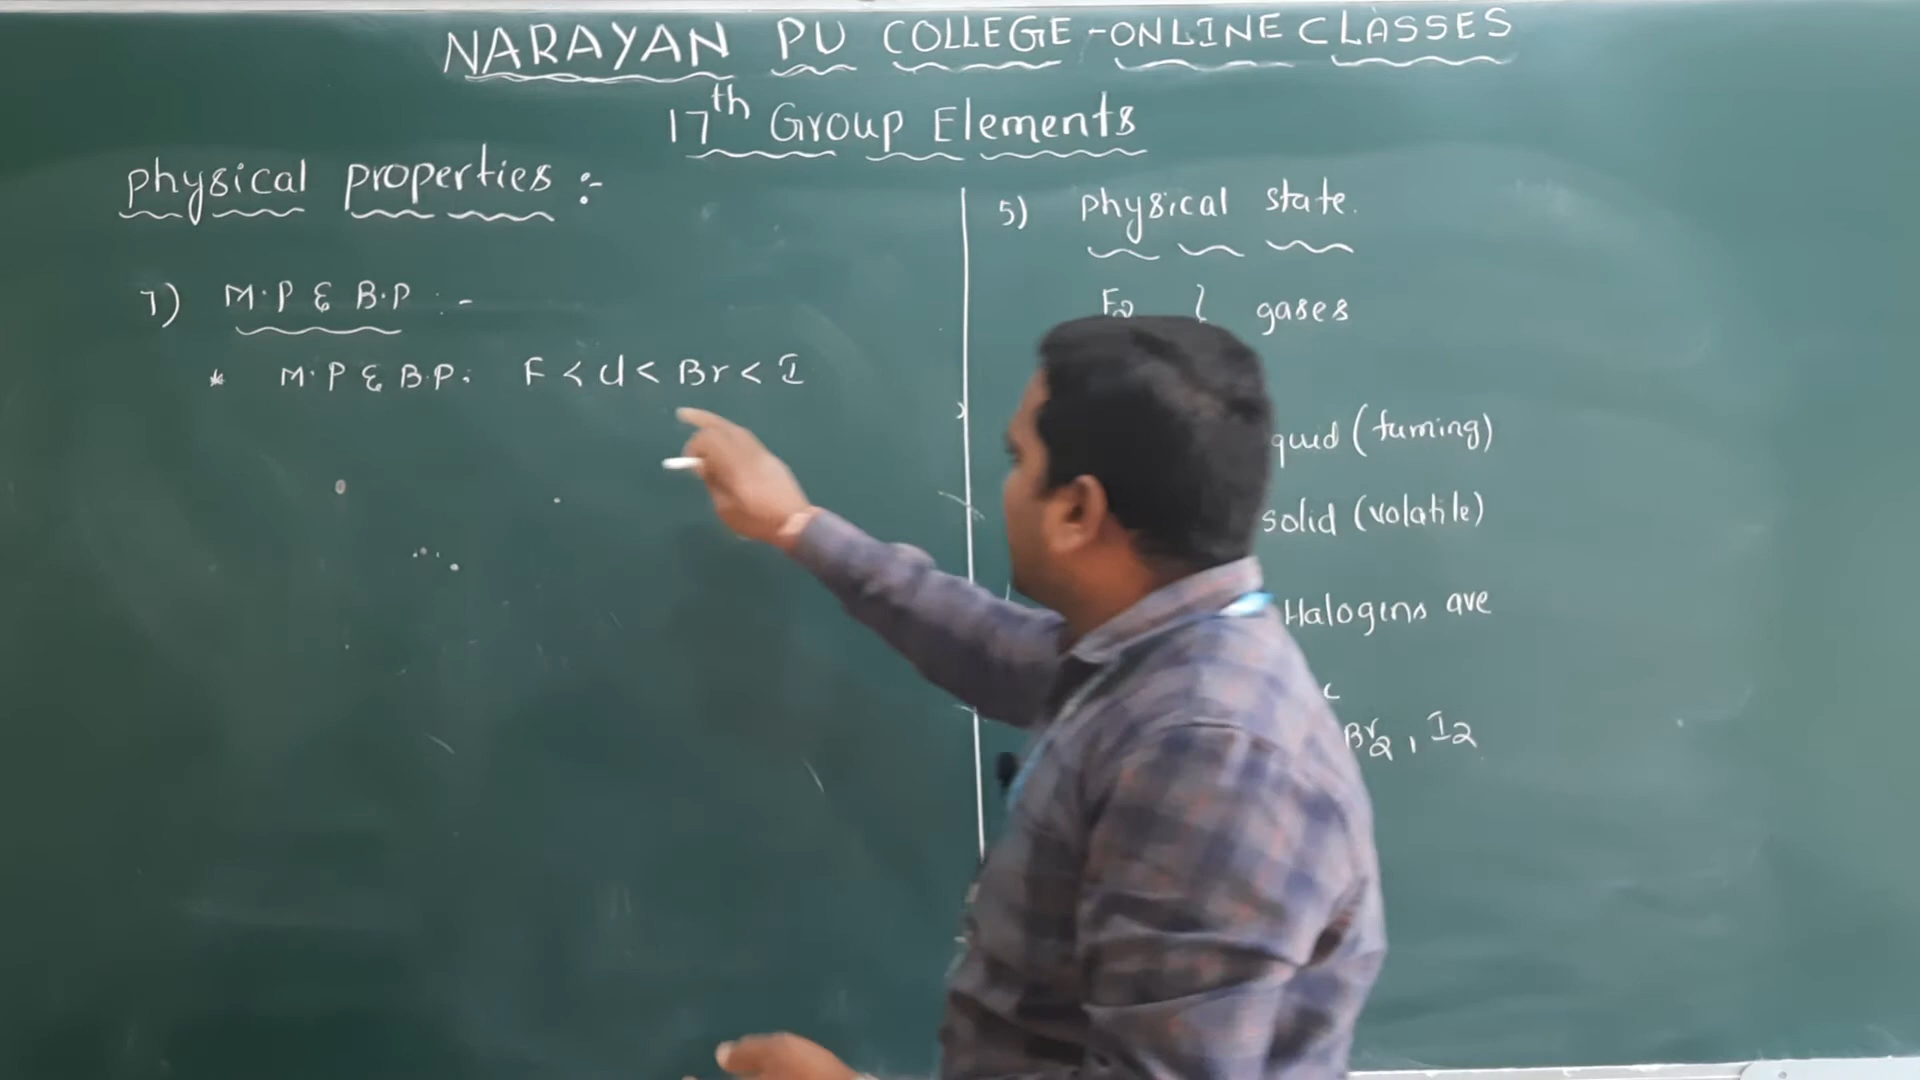 NARAYAN PU COLLEGE - ONLINE CLASSES
17th Group Elements
physical properties :-
7) M.P & B.P :-
* M.P & B.P: F < Cl < Br < I
5) physical state.
F2 } gases
(fuming)
solid (volatile)
Halogens are
Br2, I2